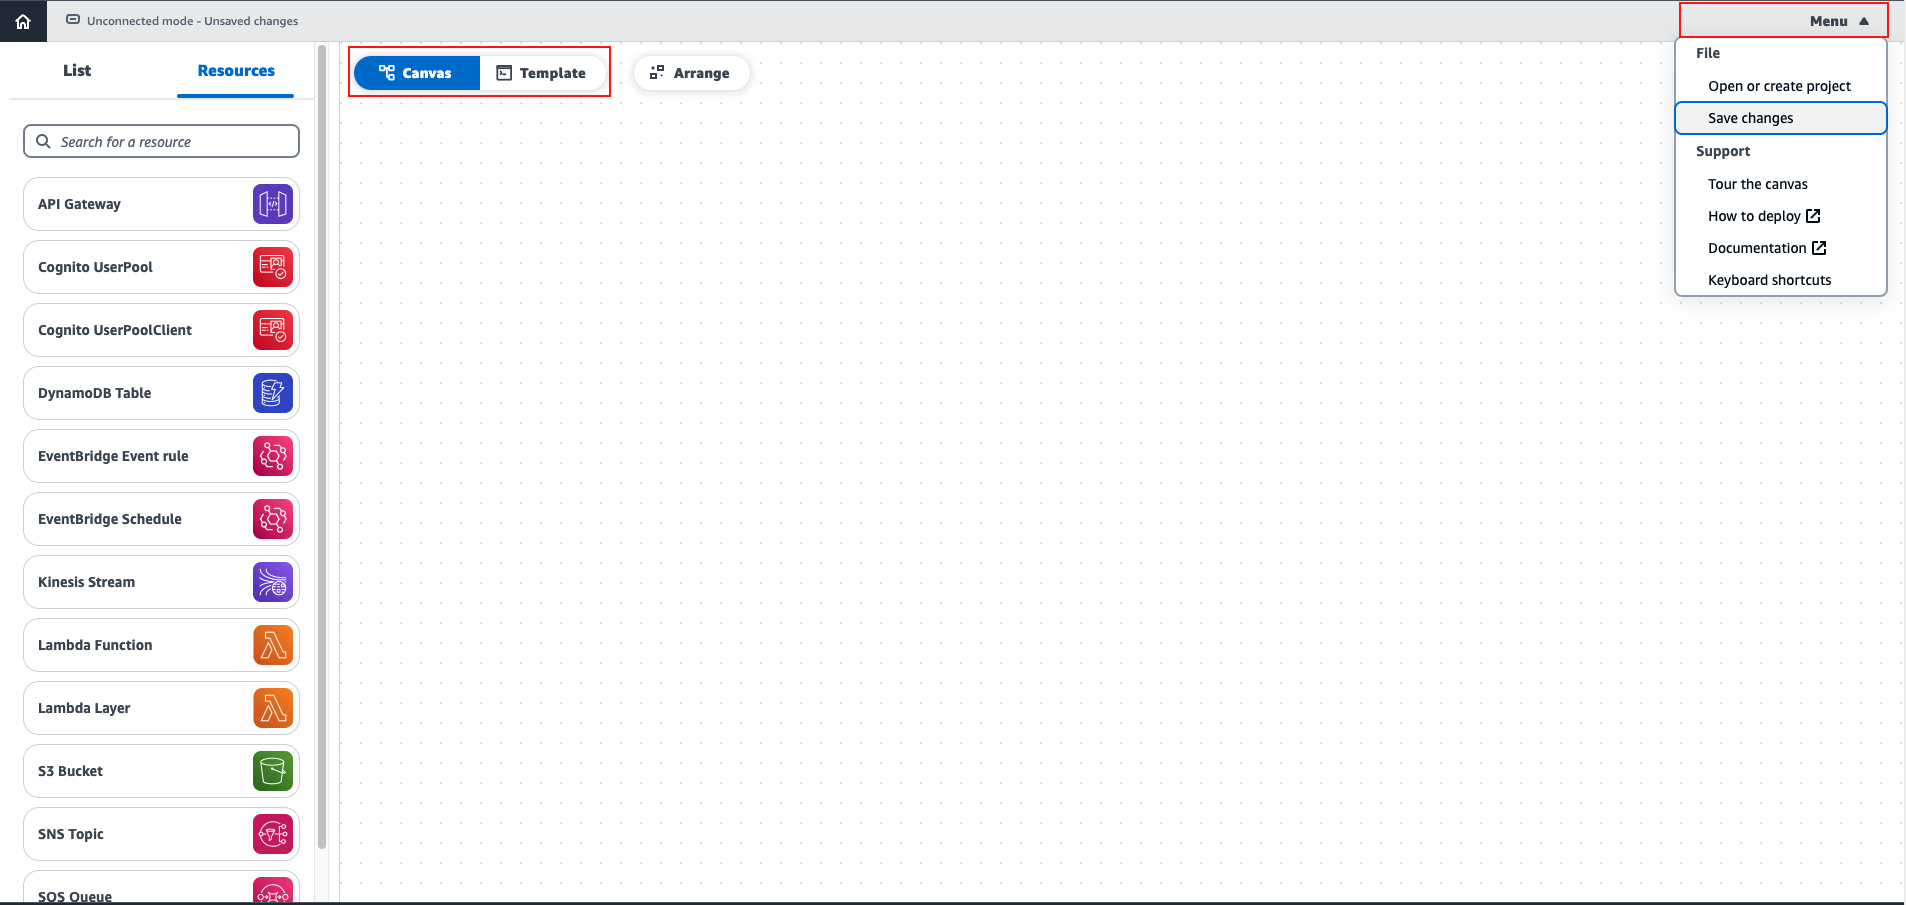 Unconnected mode - Unsaved changes
Menu
List
Resources
Search for a resource
API Gateway
Cognito UserPool
Cognito UserPoolClient
DynamoDB Table
EventBridge Event rule
EventBridge Schedule
Kinesis Stream
Lambda Function
Lambda Layer
S3 Bucket
SNS Topic
SQS Queue
Canvas
Template
Arrange
File
Open or create project
Save changes
Support
Tour the canvas
How to deploy
Documentation
Keyboard shortcuts